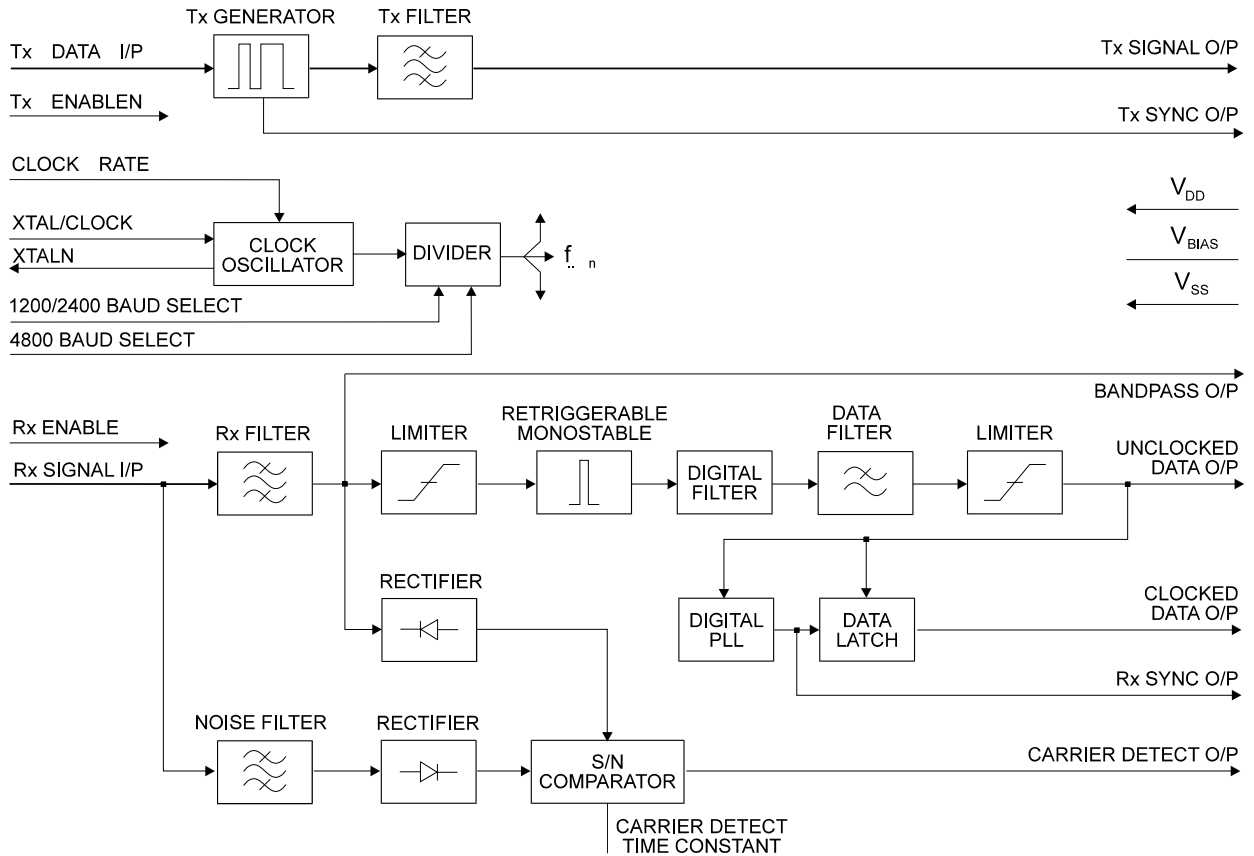 Tx GENERATOR
Tx FILTER
Tx DATA I/P
Tx SIGNAL O/P
Tx ENABLEN
Tx SYNC O/P
CLOCK RATE
XTAL/CLOCK
XTALN
CLOCK
OSCILLATOR
DIVIDER
f.. n
VDD
VBIAS
VSS
1200/2400 BAUD SELECT
4800 BAUD SELECT
BANDPASS O/P
Rx ENABLE
Rx SIGNAL I/P
Rx FILTER
LIMITER
RETRIGGERABLE
MONOSTABLE
DIGITAL
FILTER
DATA
FILTER
LIMITER
UNCLOCKED
DATA O/P
RECTIFIER
DIGITAL
PLL
DATA
LATCH
CLOCKED
DATA O/P
Rx SYNC O/P
NOISE FILTER
RECTIFIER
S/N
COMPARATOR
CARRIER DETECT O/P
CARRIER DETECT
TIME CONSTANT